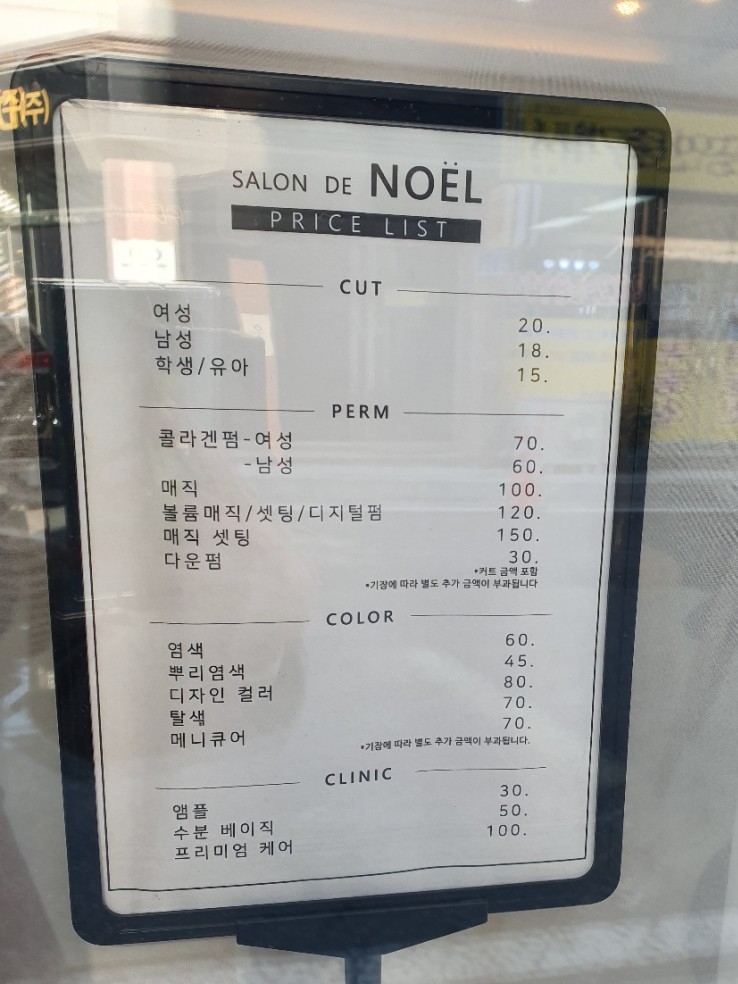 SALON DE NOËL
PRICE LIST
CUT
여성 20.
남성 18.
학생/유아 15.
PERM
콜라겐펌-여성 70.
-남성 60.
매직 100.
볼륨매직/셋팅/디지털펌 120.
매직 셋팅 150.
다운펌 30.
*커트 금액 포함
*기장에 따라 별도 추가 금액이 부과됩니다
COLOR
염색 60.
뿌리염색 45.
디자인 컬러 80.
탈색 70.
메니큐어 70.
*기장에 따라 별도 추가 금액이 부과됩니다.
CLINIC
앰플 30.
수분 베이직 50.
프리미엄 케어 100.